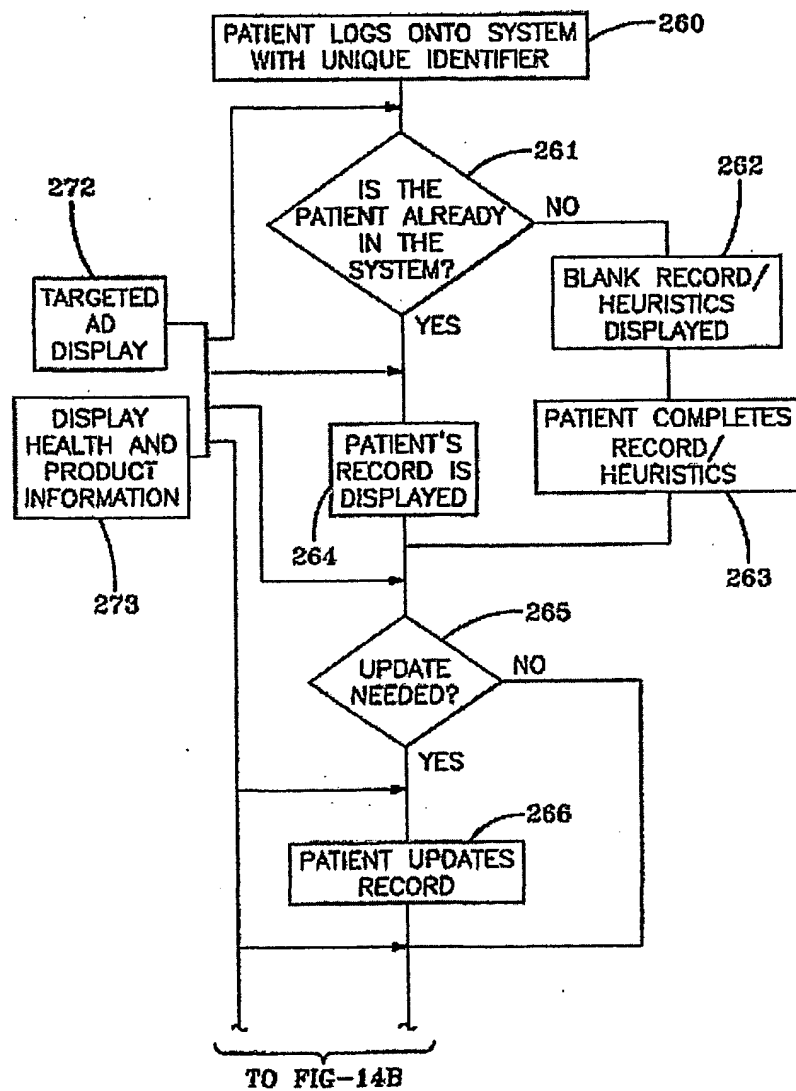 PATIENT LOGS ONTO SYSTEM
WITH UNIQUE IDENTIFIER
260
261
IS THE
PATIENT ALREADY
IN THE
SYSTEM?
NO
YES
262
BLANK RECORD/
HEURISTICS
DISPLAYED
272
TARGETED
AD
DISPLAY
DISPLAY
HEALTH AND
PRODUCT
INFORMATION
273
PATIENT'S
RECORD IS
DISPLAYED
264
PATIENT COMPLETES
RECORD/
HEURISTICS
263
265
UPDATE
NEEDED?
NO
YES
266
PATIENT UPDATES
RECORD
TO FIG-14B